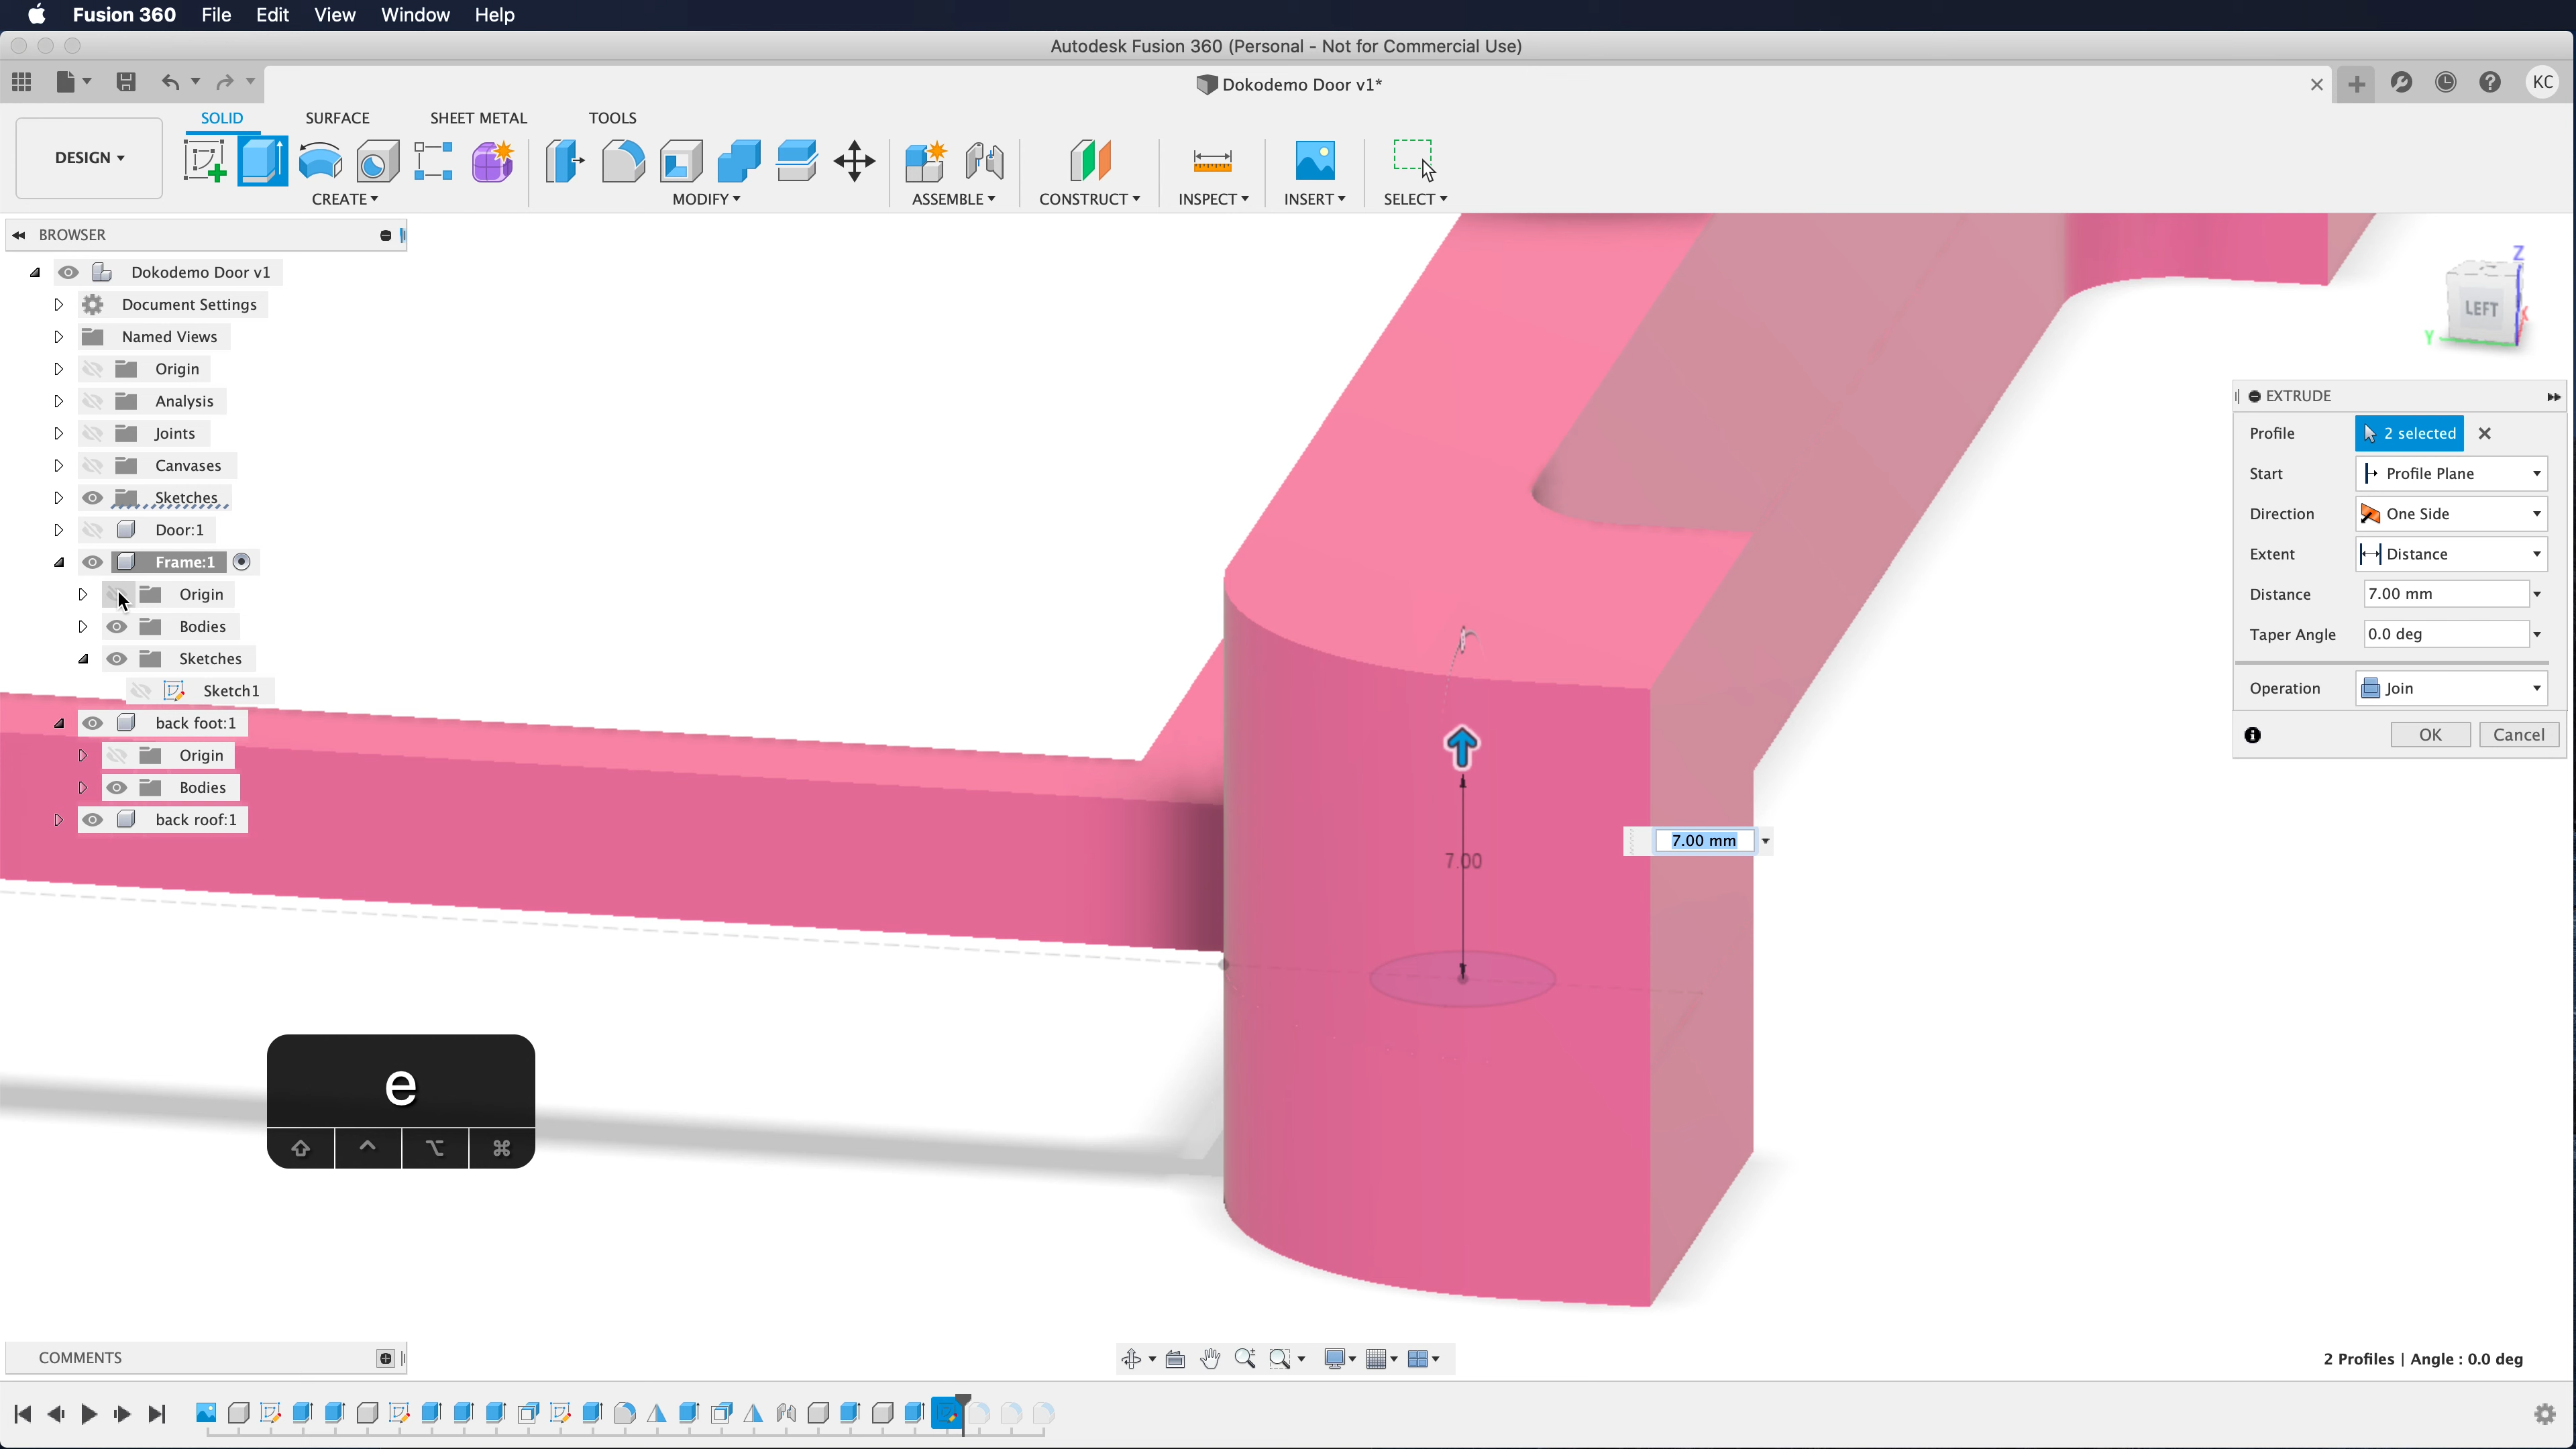 Fusion 360 File Edit View Window Help
Autodesk Fusion 360 (Personal - Not for Commercial Use)
Dokodemo Door v1*
KC
SOLID SURFACE SHEET METAL TOOLS
DESIGN
CREATE MODIFY ASSEMBLE CONSTRUCT INSPECT INSERT SELECT
BROWSER
Dokodemo Door v1
Document Settings
Named Views
Origin
Analysis
Joints
Canvases
Sketches
Door:1
Frame:1
Origin
Bodies
Sketches
Sketch1
back foot:1
Origin
Bodies
back roof:1
Z
LEFT
X
Y
EXTRUDE
Profile 2 selected
Start Profile Plane
Direction One Side
Extent Distance
Distance 7.00 mm
Taper Angle 0.0 deg
Operation Join
OK Cancel
7.00 mm
7.00
e
COMMENTS
2 Profiles | Angle : 0.0 deg